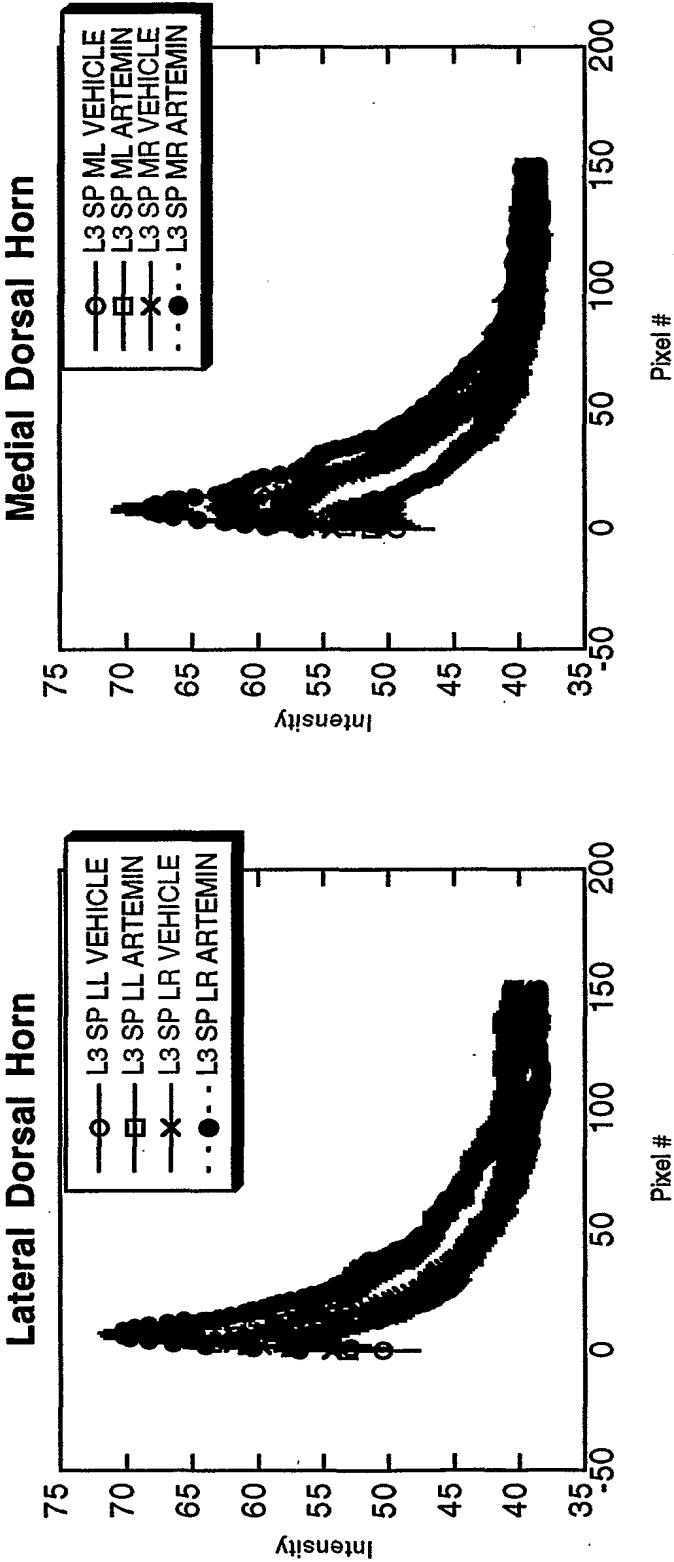 Lateral Dorsal Horn
L3 SP LL VEHICLE
L3 SP LL ARTEMIN
L3 SP LR VEHICLE
L3 SP LR ARTEMIN
75
70
65
60
55
50
45
40
35
Intensity
-50
0
50
100
150
200
Pixel #
Medial Dorsal Horn
L3 SP ML VEHICLE
L3 SP ML ARTEMIN
L3 SP MR VEHICLE
L3 SP MR ARTEMIN
75
70
65
60
55
50
45
40
35
Intensity
-50
0
50
100
150
200
Pixel #